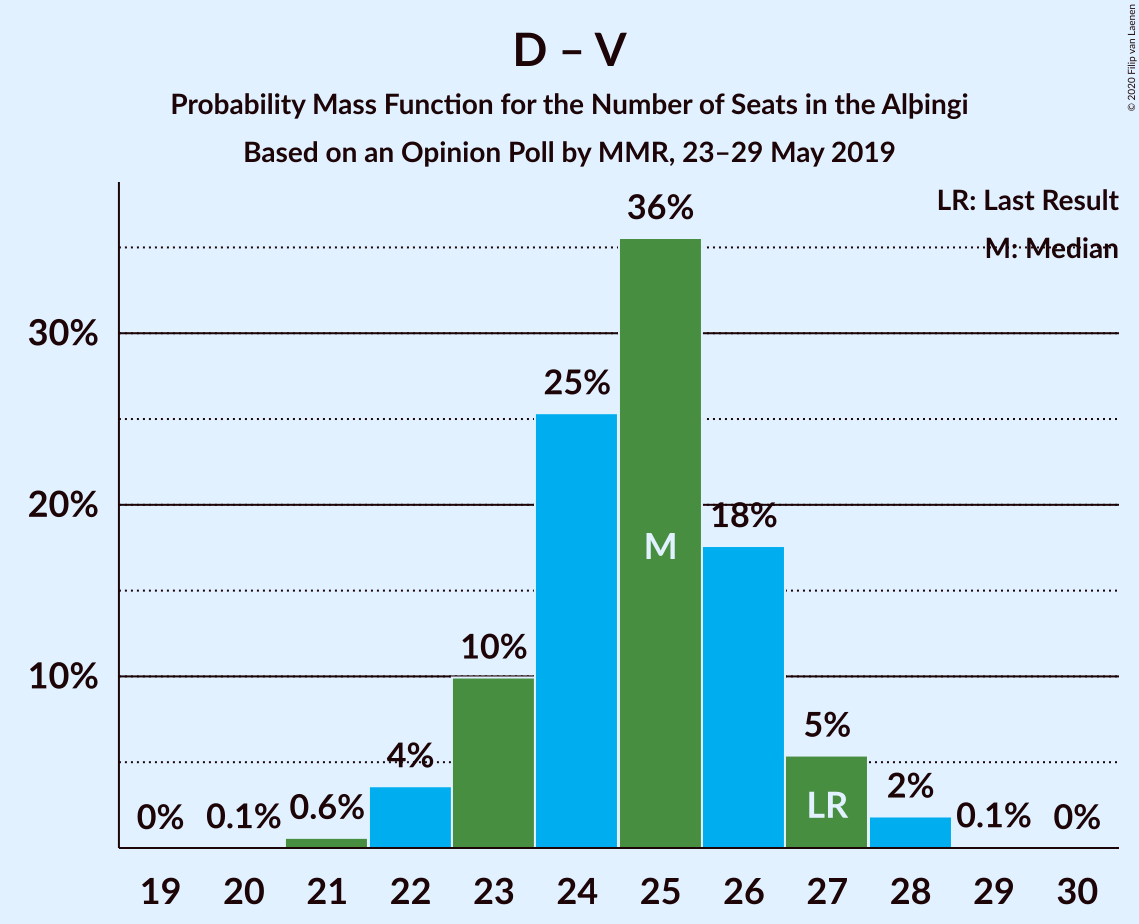 D – V
Probability Mass Function for the Number of Seats in the Alþingi
Based on an Opinion Poll by MMR, 23–29 May 2019
© 2020 Filip van Laenen
LR: Last Result
M: Median
36%
30%
25%
20%
18%
M
10%
10%
5%
4%
2%
LR
0%
0.1%
0.6%
0.1%
0%
19 20 21 22 23 24 25 26 27 28 29 30